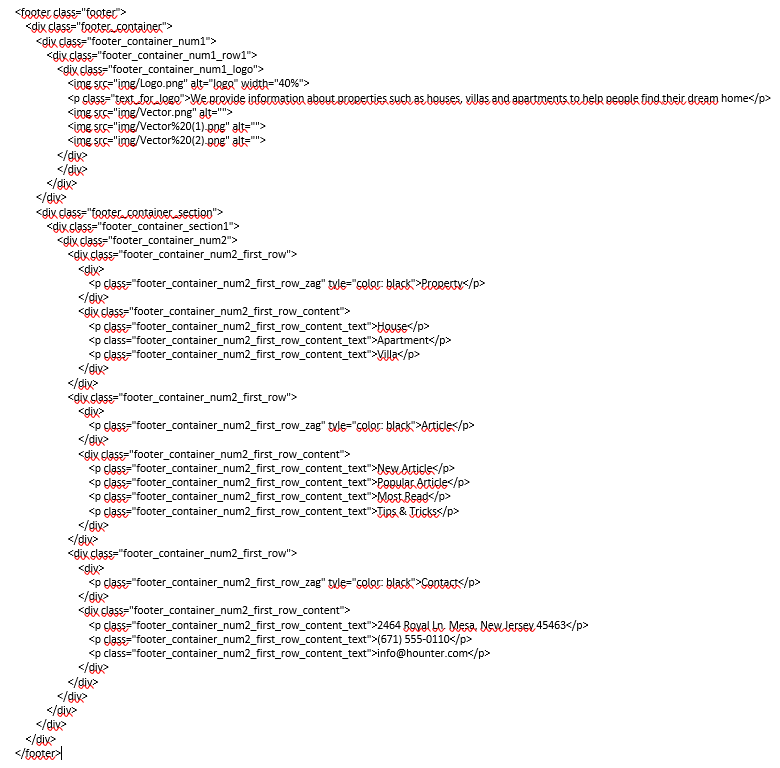 <footer class="footer">
<div class="footer_container">
<div class="footer_container_num1">
<div class="footer_container_num1_row1">
<div class="footer_container_num1_logo">
<img src="img/Logo.png" alt="logo" width="40%">
<p class="text_for_logo">We provide information about properties such as houses, villas and apartments to help people find their dream home</p>
<img src="img/Vector.png" alt="">
<img src="img/Vector%20(1).png" alt="">
<img src="img/Vector%20(2).png" alt="">
</div>
</div>
</div>
</div>
<div class="footer_container_section">
<div class="footer_container_section1">
<div class="footer_container_num2">
<div class="footer_container_num2_first_row">
<div>
<p class="footer_container_num2_first_row_zag" tyle="color: black">Property</p>
</div>
<div class="footer_container_num2_first_row_content">
<p class="footer_container_num2_first_row_content_text">House</p>
<p class="footer_container_num2_first_row_content_text">Apartment</p>
<p class="footer_container_num2_first_row_content_text">Villa</p>
</div>
</div>
<div class="footer_container_num2_first_row">
<div>
<p class="footer_container_num2_first_row_zag" tyle="color: black">Article</p>
</div>
<div class="footer_container_num2_first_row_content">
<p class="footer_container_num2_first_row_content_text">New Article</p>
<p class="footer_container_num2_first_row_content_text">Popular Article</p>
<p class="footer_container_num2_first_row_content_text">Most Read</p>
<p class="footer_container_num2_first_row_content_text">Tips & Tricks</p>
</div>
</div>
<div class="footer_container_num2_first_row">
<div>
<p class="footer_container_num2_first_row_zag" tyle="color: black">Contact</p>
</div>
<div class="footer_container_num2_first_row_content">
<p class="footer_container_num2_first_row_content_text">2464 Royal Ln. Mesa, New Jersey 45463</p>
<p class="footer_container_num2_first_row_content_text">(671) 555-0110</p>
<p class="footer_container_num2_first_row_content_text">info@hounter.com</p>
</div>
</div>
</div>
</div>
</div>
</div>
</footer>